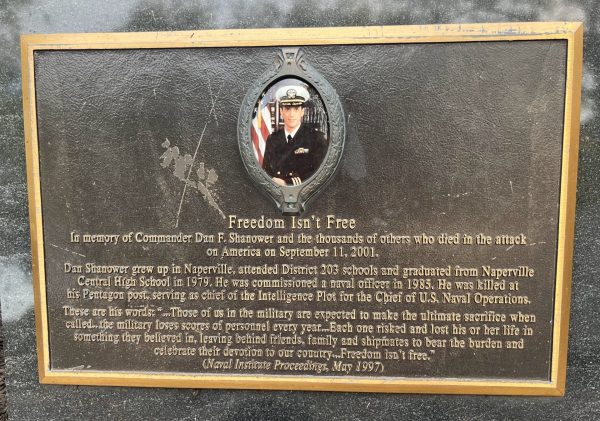 Freedom Isn't Free
In memory of Commander Dan F. Shanower and the thousands of others who died in the attack
on America on September 11, 2001.
Dan Shanower grew up in Naperville, attended District 203 schools and graduated from Naperville
Central High School in 1979. He was commissioned a naval officer in 1985. He was killed at
his Pentagon post, serving as chief of the Intelligence Plot for the Chief of U.S. Naval Operations.
These are his words: "...Those of us in the military are expected to make the ultimate sacrifice when
called...the military loses scores of personnel every year...Each one risked and lost his or her life in
something they believed in, leaving behind friends, family and shipmates to bear the burden and
celebrate their devotion to our country...Freedom isn't free."
(Naval Institute Proceedings, May 1997)